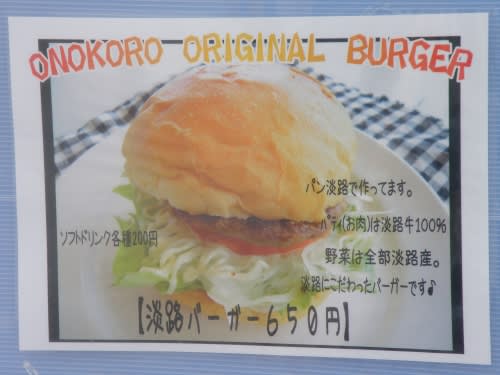 ONOKORO ORIGINAL BURGER
パン淡路で作ってます。
パティ(お肉)は淡路牛100%
ソフトドリンク各種200円
野菜は全部淡路産。
淡路にこだわったバーガーです♪
【淡路バーガー650円】